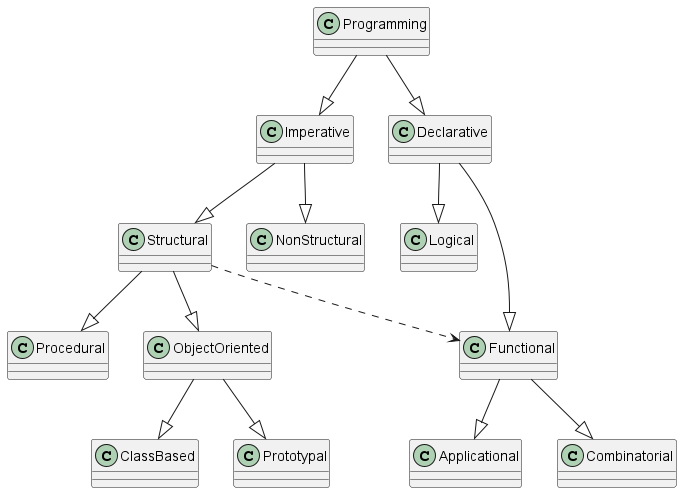 C Programming
C Imperative
C Declarative
C Structural
C NonStructural
C Logical
C Procedural
C ObjectOriented
C Functional
C ClassBased
C Prototypal
C Applicational
C Combinatorial